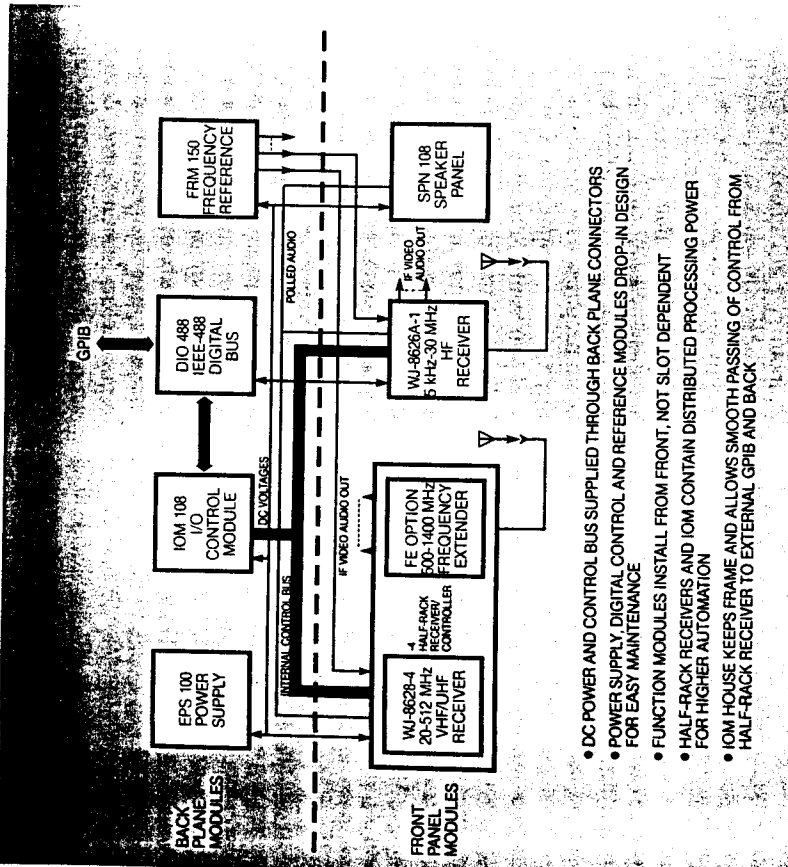 GPIB
BACK
PLANE
MODULES
EPS 100
POWER
SUPPLY
IOM 108
I/O
CONTROL
MODULE
DIO 488
IEEE-488
DIGITAL
BUS
FRM 150
FREQUENCY
REFERENCE
DC VOLTAGES
POLLED AUDIO
INTERNAL CONTROL BUS
IF VIDEO AUDIO OUT
FRONT
PANEL
MODULES
WJ-8628-4
20-512 MHz
VHF/UHF
RECEIVER
-4
HALF-RACK
RECEIVER/
CONTROLLER
FE OPTION
500-1400 MHz
FREQUENCY
EXTENDER
WJ-8626A-1
5 kHz-30 MHz
HF
RECEIVER
IF VIDEO
AUDIO OUT
SPN 108
SPEAKER
PANEL
• DC POWER AND CONTROL BUS SUPPLIED THROUGH BACK PLANE CONNECTORS
• POWER SUPPLY, DIGITAL CONTROL AND REFERENCE MODULES DROP-IN DESIGN
FOR EASY MAINTENANCE
• FUNCTION MODULES INSTALL FROM FRONT, NOT SLOT DEPENDENT
• HALF-RACK RECEIVERS AND IOM CONTAIN DISTRIBUTED PROCESSING POWER
FOR HIGHER AUTOMATION
• IOM HOUSE KEEPS FRAME AND ALLOWS SMOOTH PASSING OF CONTROL FROM
HALF-RACK RECEIVER TO EXTERNAL GPIB AND BACK